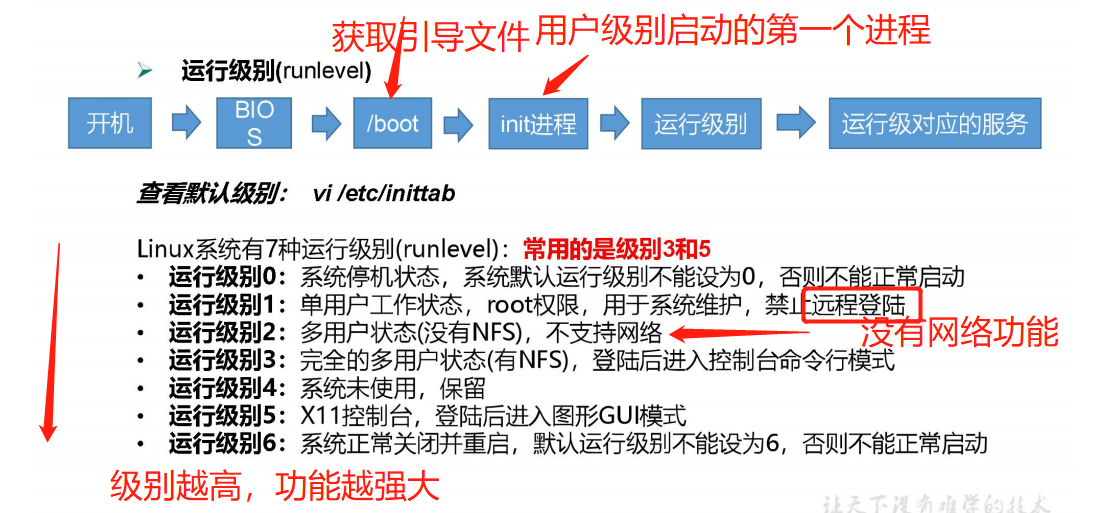 获取引导文件 用户级别启动的第一个进程
运行级别(runlevel)
开机 BIO /boot init进程 运行级别 运行级对应的服务
S
查看默认级别： vi /etc/inittab
Linux系统有7种运行级别(runlevel)：常用的是级别3和5
• 运行级别0：系统停机状态，系统默认运行级别不能设为0，否则不能正常启动
• 运行级别1：单用户工作状态，root权限，用于系统维护，禁止远程登陆
• 运行级别2：多用户状态(没有NFS)，不支持网络 没有网络功能
• 运行级别3：完全的多用户状态(有NFS)，登陆后进入控制台命令行模式
• 运行级别4：系统未使用，保留
• 运行级别5：X11控制台，登陆后进入图形GUI模式
• 运行级别6：系统正常关闭并重启，默认运行级别不能设为6，否则不能正常启动
级别越高，功能越强大
让天下没有难学的技术